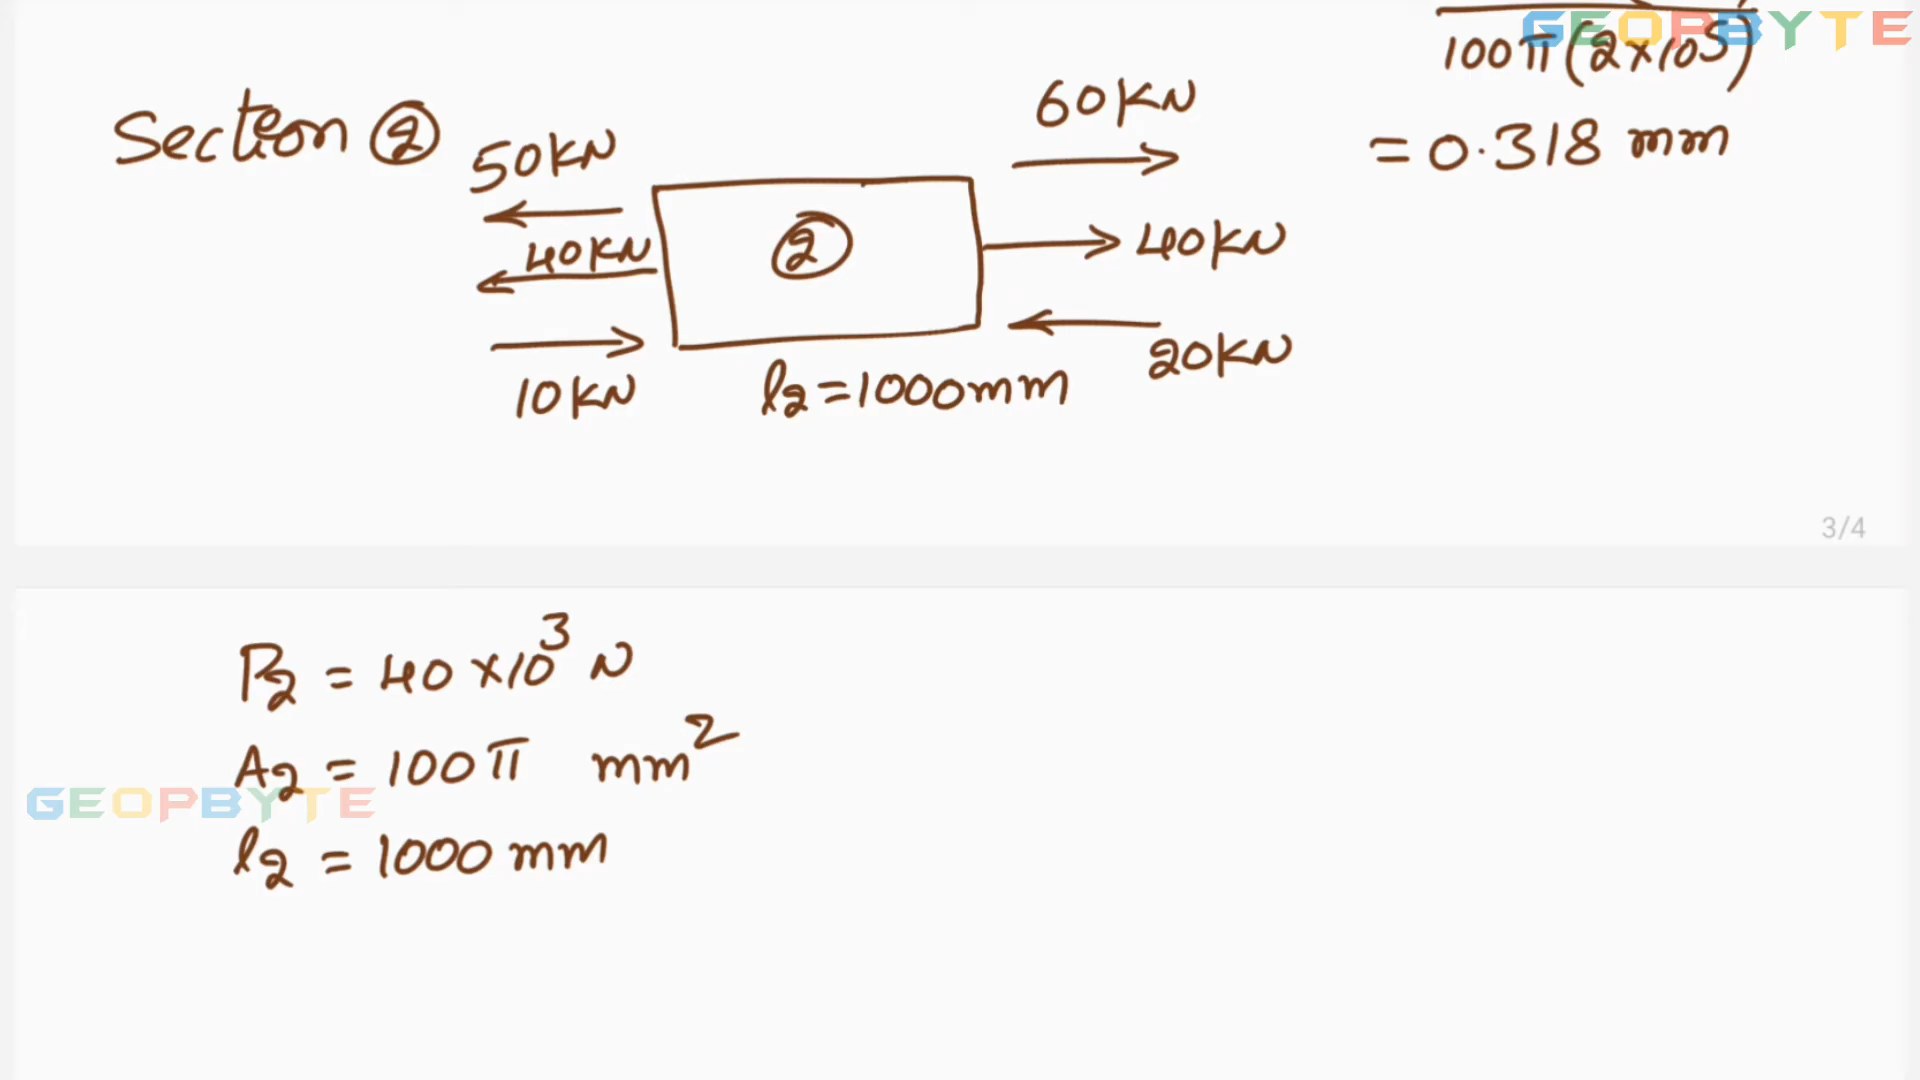 GEOPBYTE
100π(2×10⁵)
= 0.318 mm
Section ②
50KN
60KN
40KN
②
40KN
10KN
20KN
l₂=1000mm
3/4
P₂ = 40 ×10³ N
A₂ = 100π mm²
GEOPBYTE
l₂ = 1000 mm